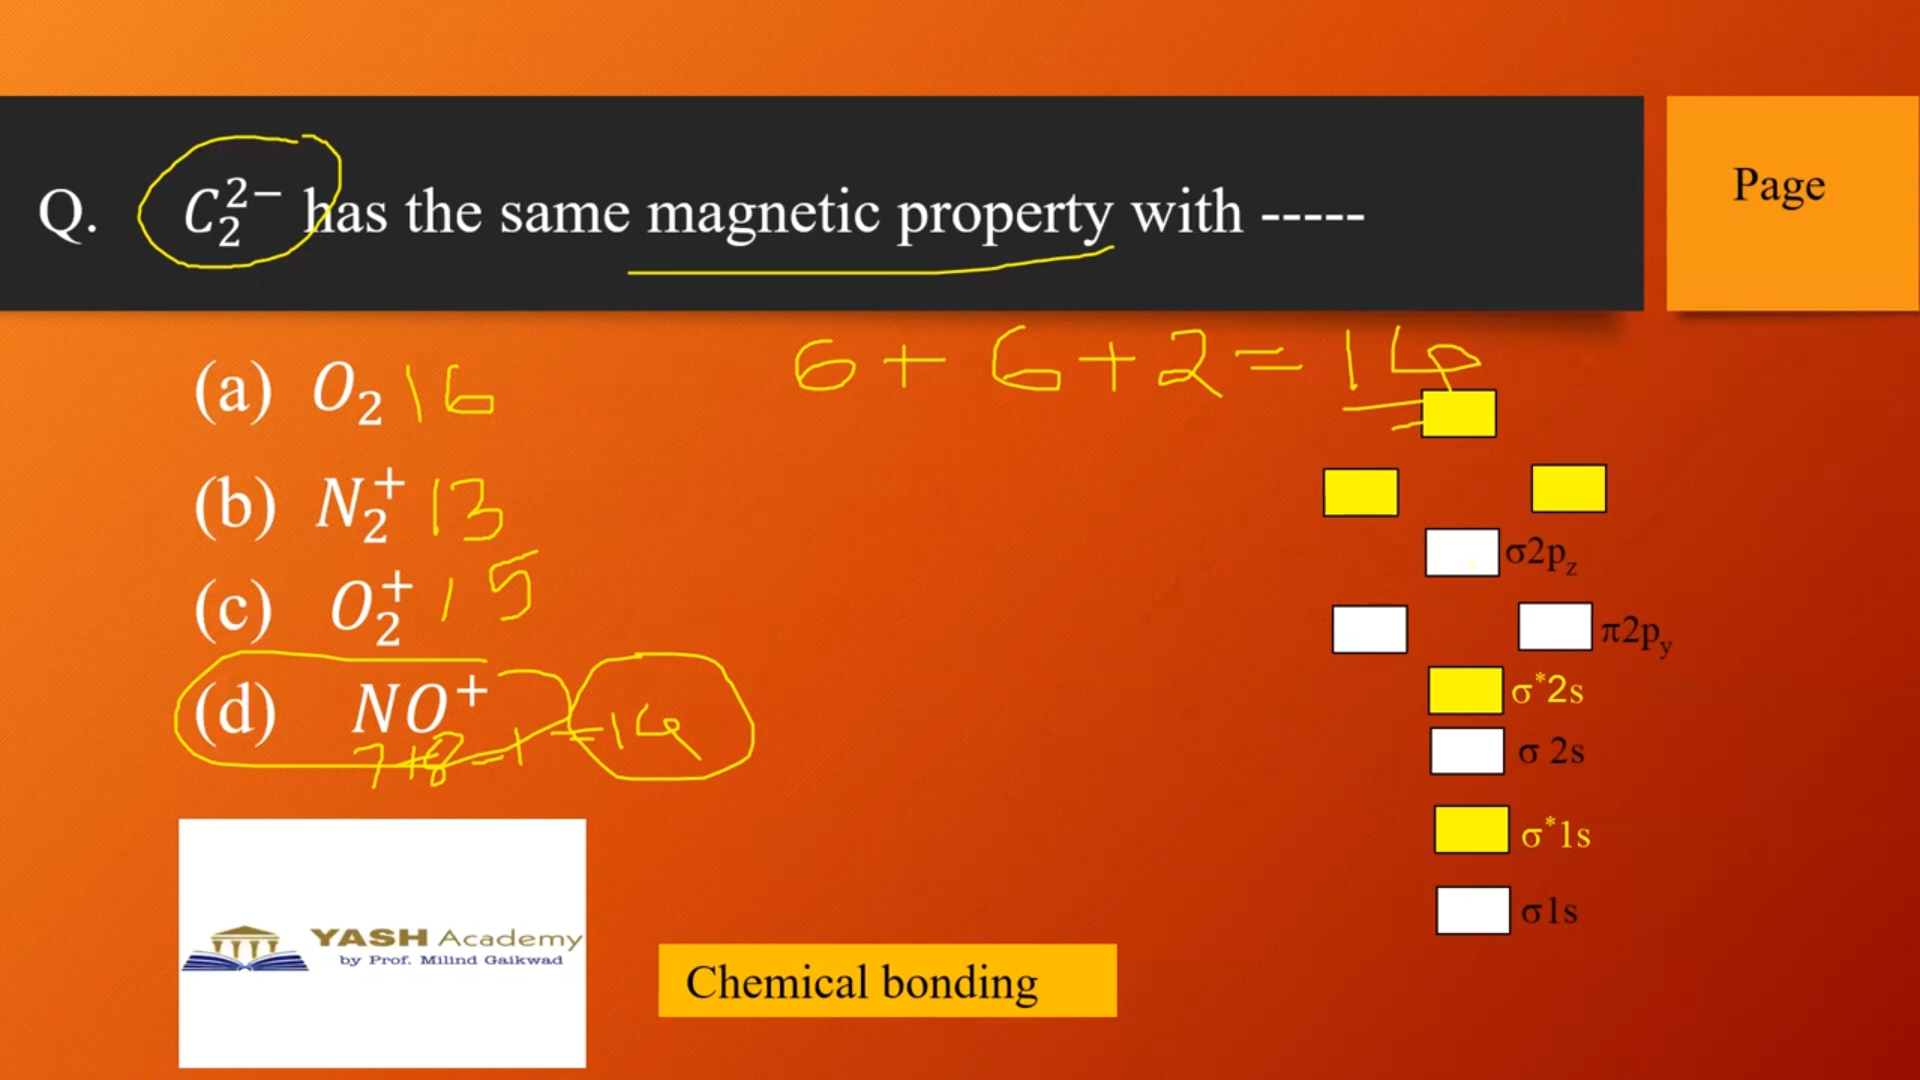 Q. C₂²⁻ has the same magnetic property with -----
Page
6 + 6 + 2 = 14
(a) O₂ 16
(b) N₂⁺ 13
(c) O₂⁺ 15
(d) NO⁺
7+8-1 = 14
σ2p_z
π2p_y
σ*2s
σ 2s
σ*1s
σ1s
YASH Academy
by Prof. Milind Gaikwad
Chemical bonding